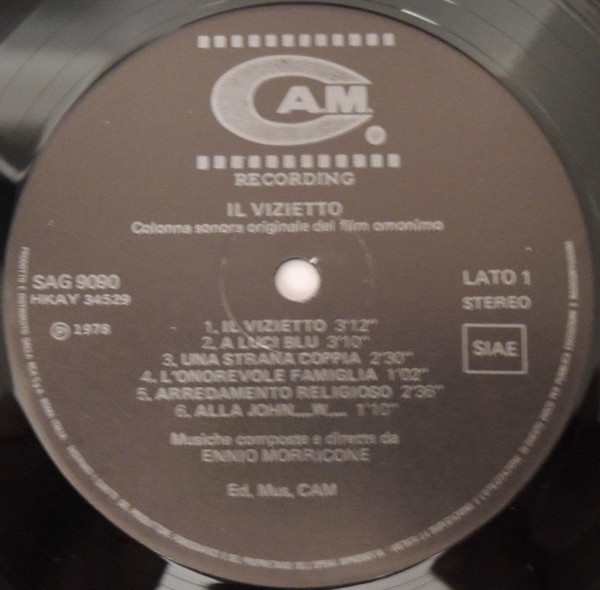 CAM
RECORDING
IL VIZIETTO
Colonna sonora originale del film omonimo
SAG 9090
HKAY 34529
LATO 1
STEREO
℗ 1978
SIAE
1. IL VIZIETTO 3'12"
2. A LUCI BLU 3'10"
3. UNA STRANA COPPIA 2'30"
4. L'ONOREVOLE FAMIGLIA 1'02"
5. ARREDAMENTO RELIGIOSO 2'36"
6. ALLA JOHN....W.... 1'10"
Musiche composte e dirette da
ENNIO MORRICONE
Ed. Mus. CAM